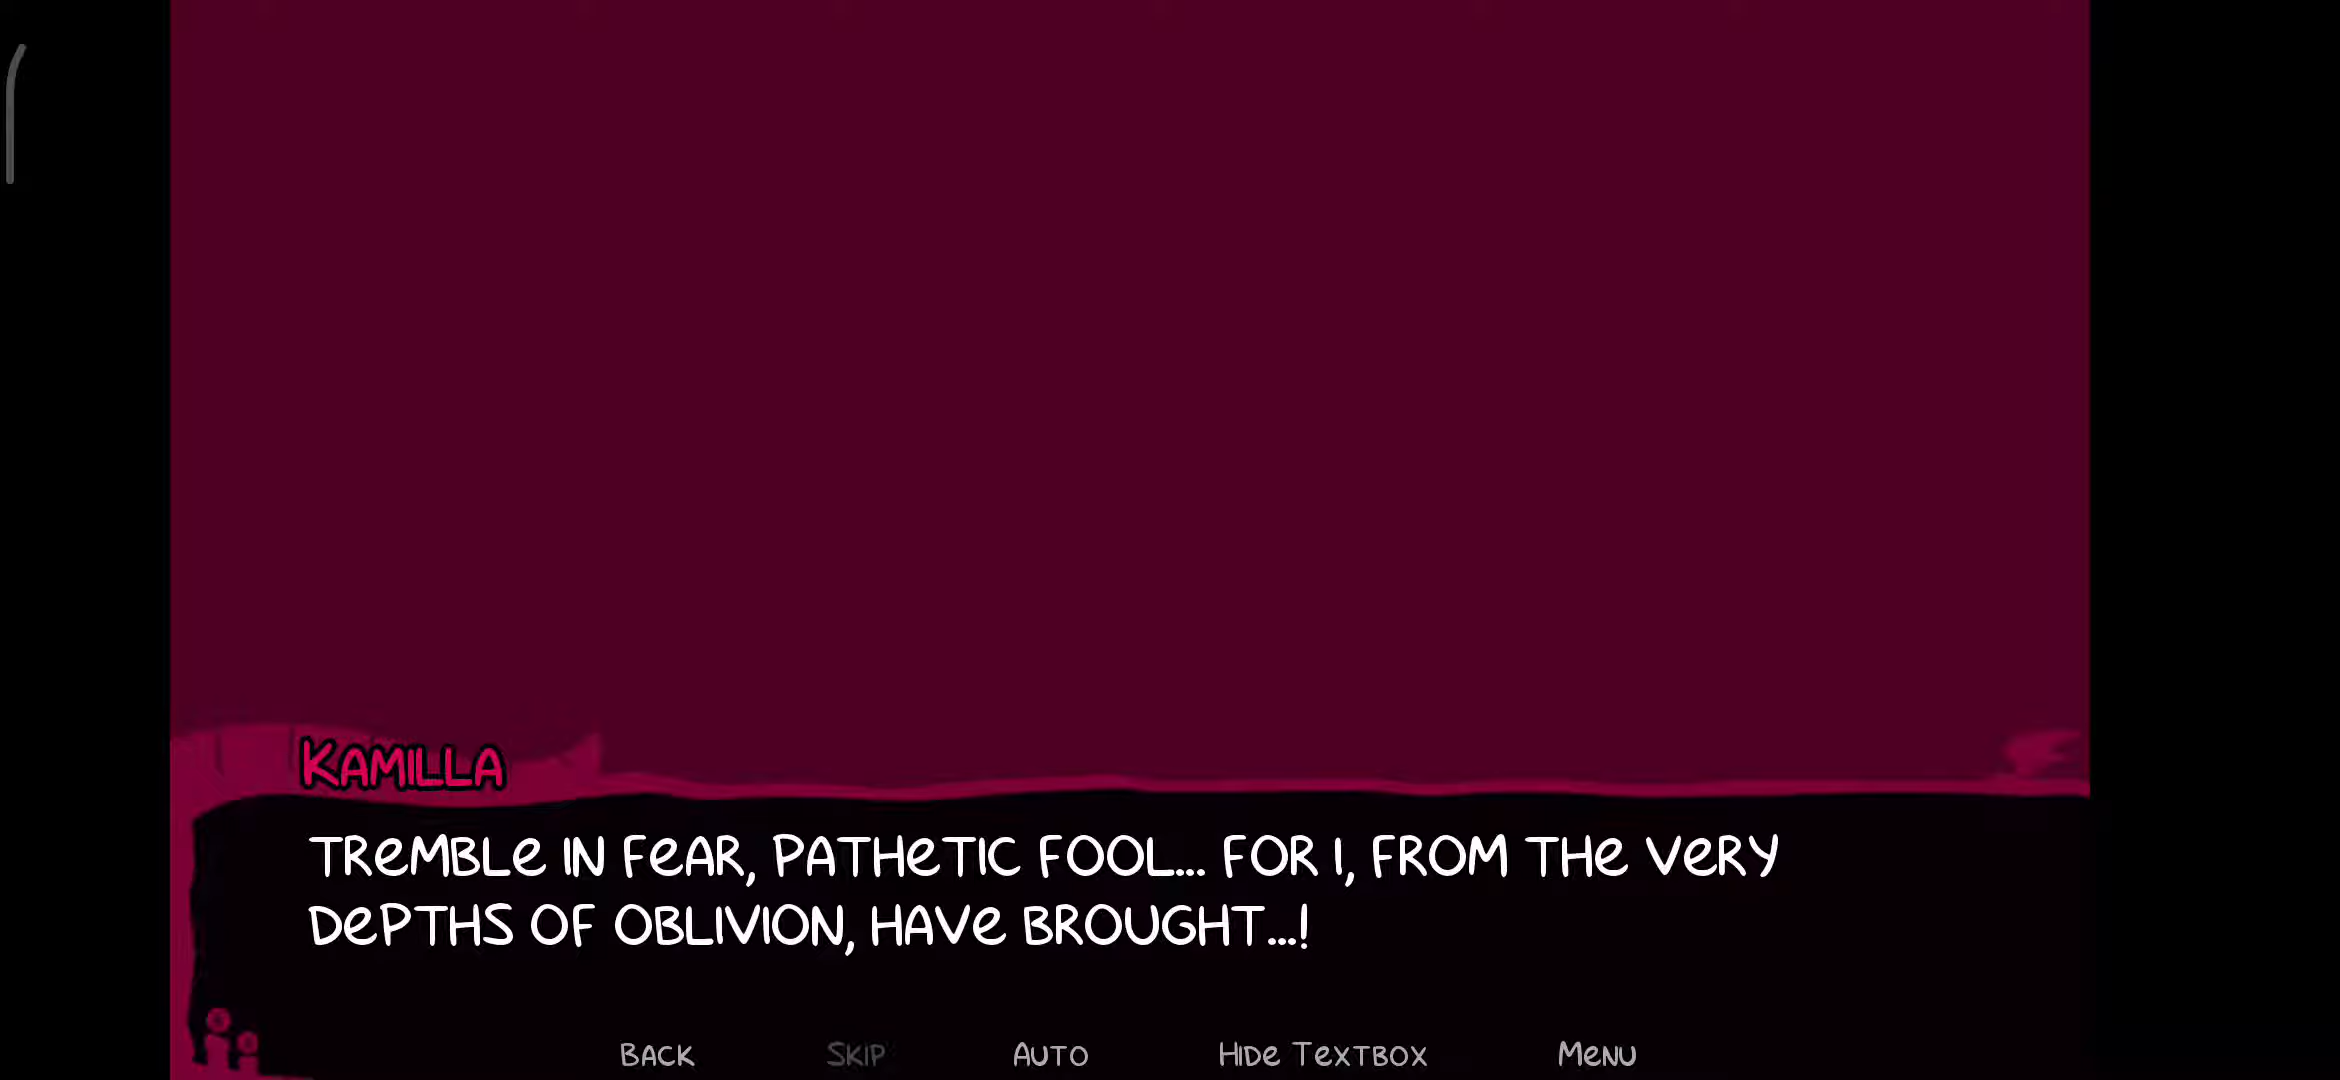 KAMILLA
TReMBLe IN FeAR, PATHeTIC FOOL... FOR I, FROM THe VeRY
DePTHS OF OBLIVION, HAVe BROUGHT...!
BACK SKIP AUTO HIDe TeXTBOX MeNU